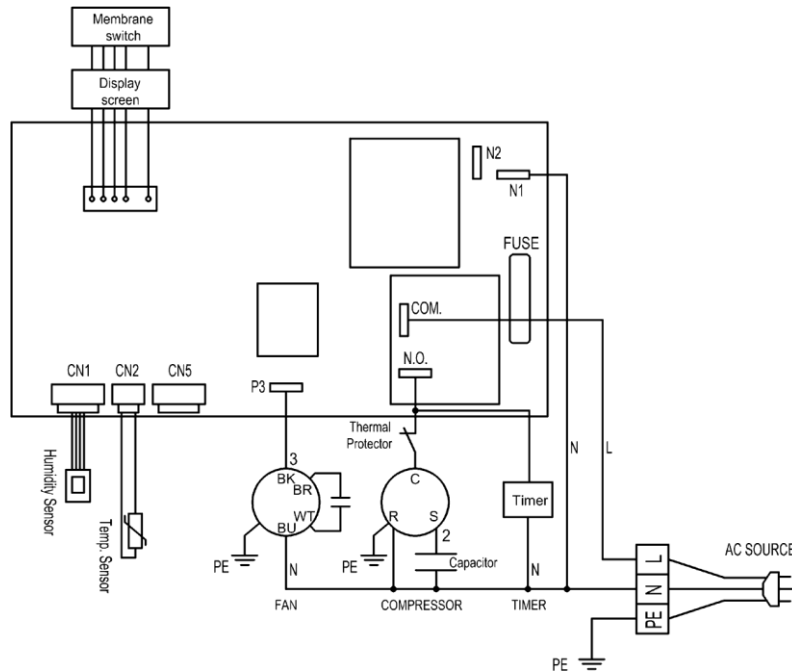 Membrane
switch
Display
screen
N2
N1
FUSE
COM.
N.O.
CN1
CN2
CN5
P3
Humidity Sensor
Temp. Sensor
Thermal
Protector
3
BK
BR
WT
BU
PE
N
FAN
C
R
S
2
PE
Capacitor
COMPRESSOR
Timer
N
TIMER
N
L
L
N
PE
AC SOURCE
PE